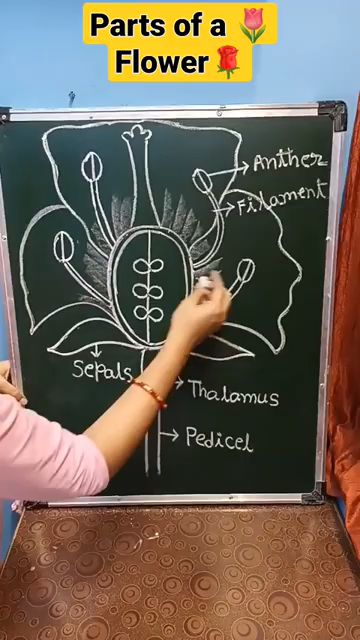 Parts of a 🌷
Flower🌹
Anther
Filament
Sepals
Thalamus
Pedicel